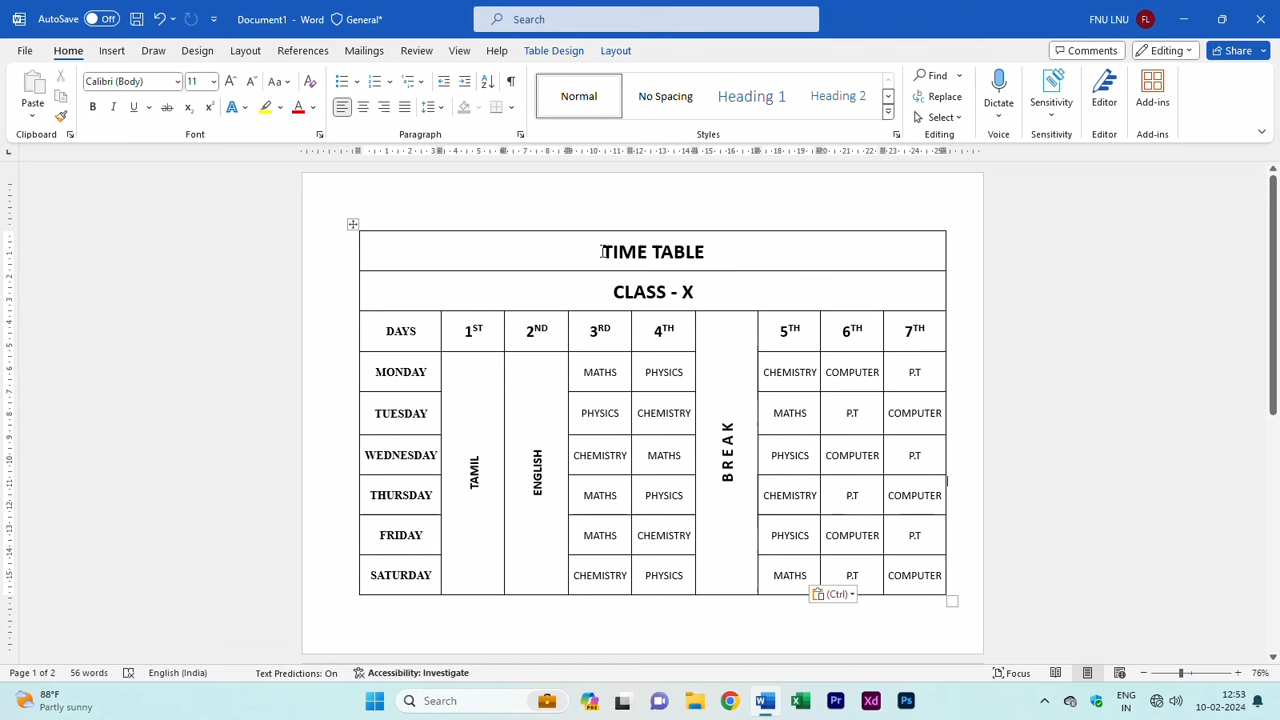 AutoSave Off Document1 - Word General* Search FNU LNU FL
File Home Insert Draw Design Layout References Mailings Review View Help Table Design Layout Comments Editing Share
Paste Calibri (Body) 11 Normal No Spacing Heading 1 Heading 2 Find Replace Select Dictate Sensitivity Editor Add-ins
Clipboard Font Paragraph Styles Editing Voice Sensitivity Editor Add-ins
TIME TABLE
CLASS - X
DAYS 1ST 2ND 3RD 4TH BREAK 5TH 6TH 7TH
MONDAY TAMIL ENGLISH MATHS PHYSICS CHEMISTRY COMPUTER P.T
TUESDAY PHYSICS CHEMISTRY MATHS P.T COMPUTER
WEDNESDAY CHEMISTRY MATHS PHYSICS COMPUTER P.T
THURSDAY MATHS PHYSICS CHEMISTRY P.T COMPUTER
FRIDAY MATHS CHEMISTRY PHYSICS COMPUTER P.T
SATURDAY CHEMISTRY PHYSICS MATHS P.T COMPUTER
(Ctrl)
Page 1 of 2 56 words English (India) Text Predictions: On Accessibility: Investigate Focus 76%
88°F
Partly sunny
Search
ENG
IN
12:53
10-02-2024